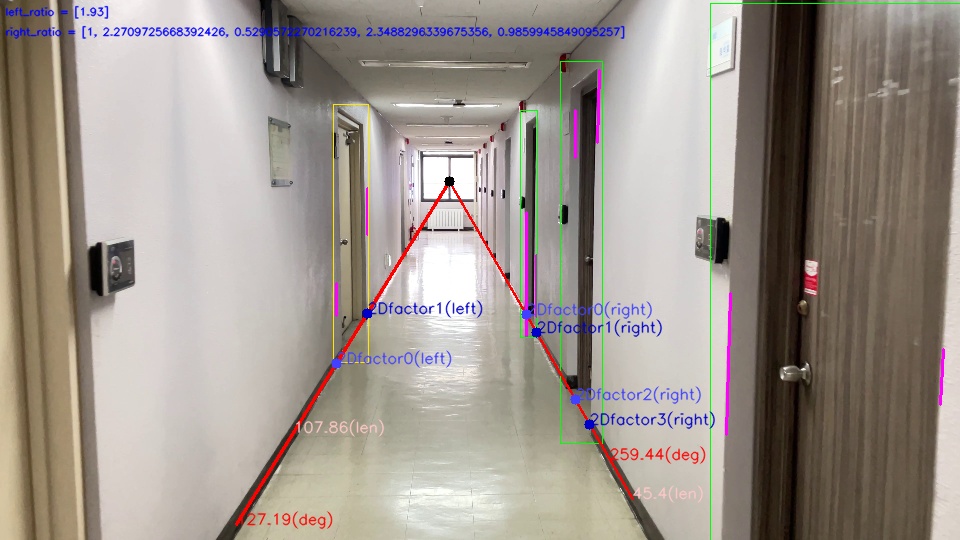 left_ratio = [1.93]
right_ratio = [1, 2.2709725668392426, 0.5299572270216239, 2.3488296339675356, 0.9859945849095257]
2Dfactor1(left)
2Dfactor0(right)
2Dfactor1(right)
2Dfactor0(left)
2Dfactor2(right)
2Dfactor3(right)
107.86(len)
259.44(deg)
45.4(len)
27.19(deg)